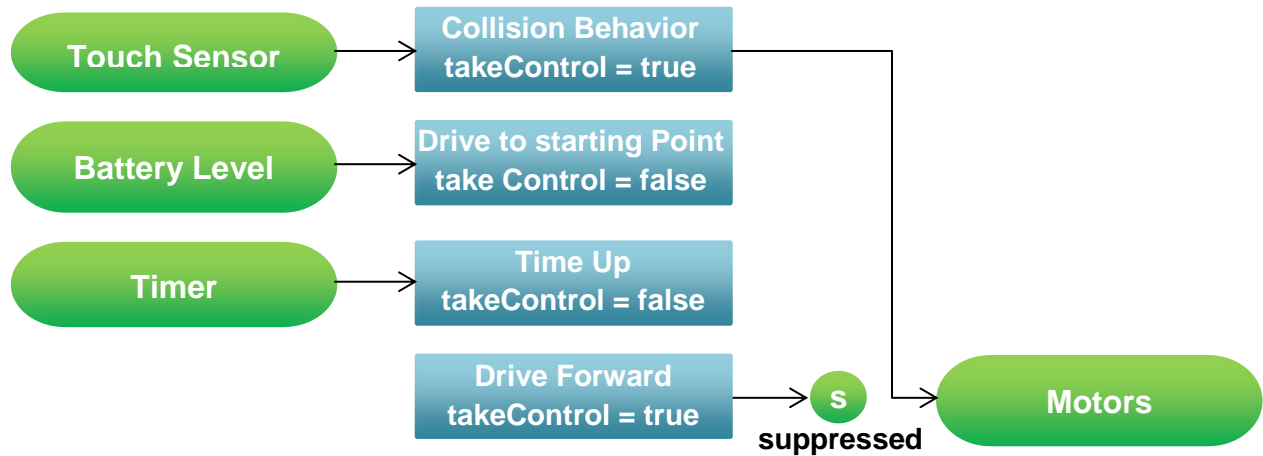 Touch Sensor
Collision Behavior
takeControl = true
Battery Level
Drive to starting Point
take Control = false
Timer
Time Up
takeControl = false
Drive Forward
takeControl = true
s
suppressed
Motors